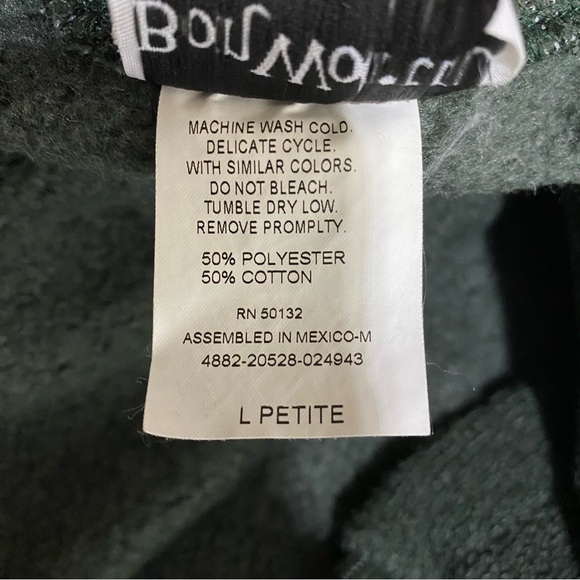 MACHINE WASH COLD.
DELICATE CYCLE.
WITH SIMILAR COLORS.
DO NOT BLEACH.
TUMBLE DRY LOW.
REMOVE PROMPLTY.
50% POLYESTER
50% COTTON
RN 50132
ASSEMBLED IN MEXICO-M
4882-20528-024943
L PETITE